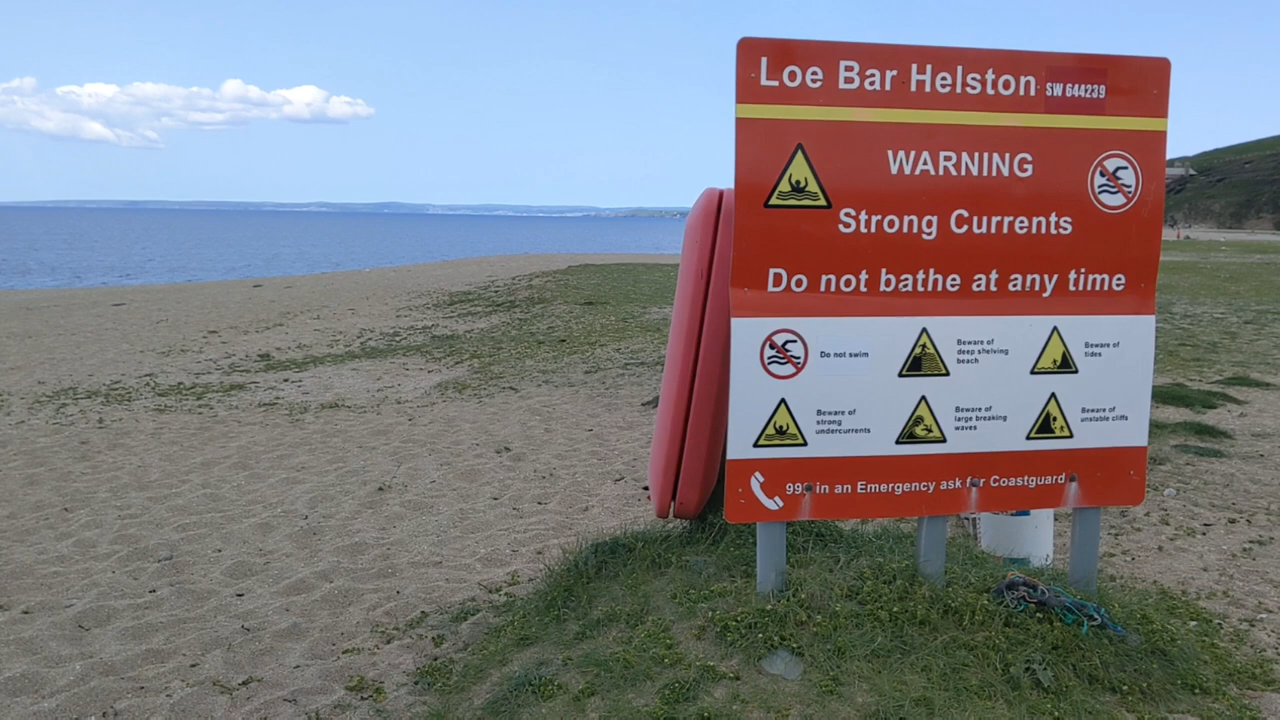 Loe Bar Helston SW 644239
WARNING
Strong Currents
Do not bathe at any time
Do not swim
Beware of
deep shelving
beach
Beware of
tides
Beware of
strong
undercurrents
Beware of
large breaking
waves
Beware of
unstable cliffs
999 in an Emergency ask for Coastguard